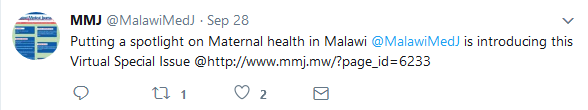 MMJ @MalawiMedJ · Sep 28
Putting a spotlight on Maternal health in Malawi @MalawiMedJ is introducing this
Virtual Special Issue @http://www.mmj.mw/?page_id=6233
1 2